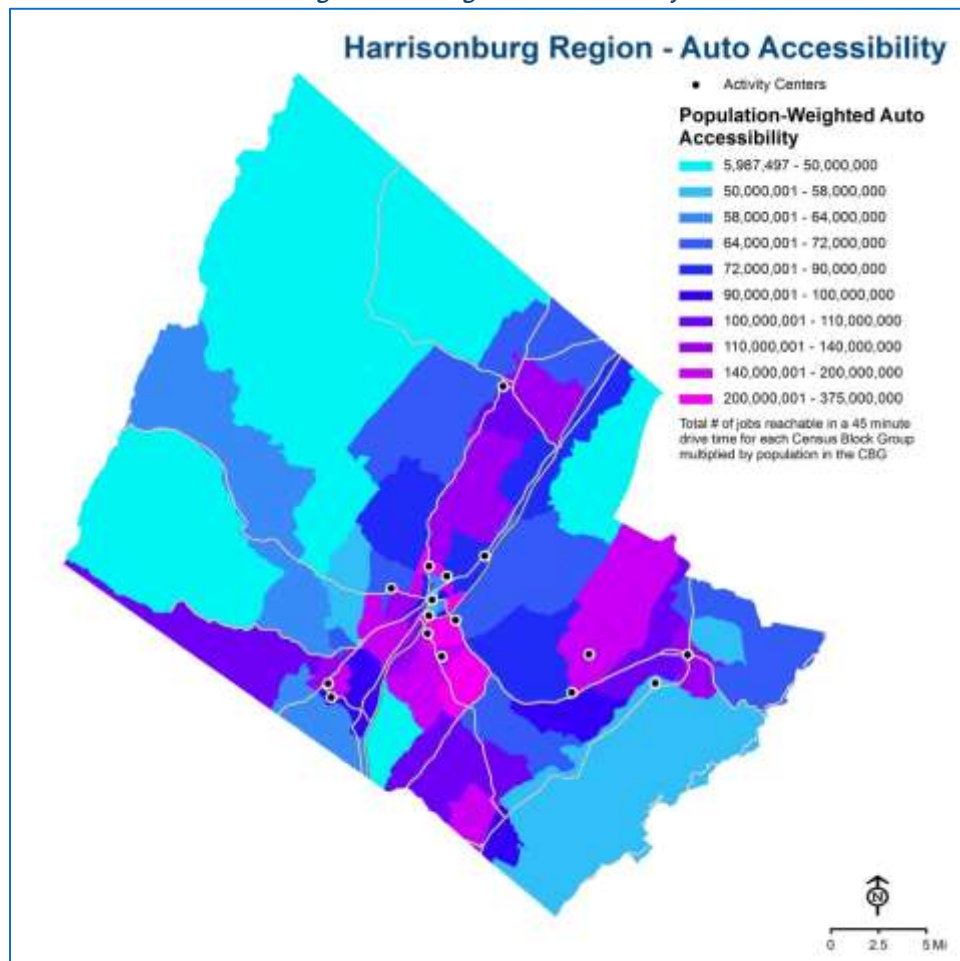 Harrisonburg Region - Auto Accessibility
Activity Centers
Population-Weighted Auto
Accessibility
5,987,497 - 50,000,000
50,000,001 - 58,000,000
58,000,001 - 64,000,000
64,000,001 - 72,000,000
72,000,001 - 90,000,000
90,000,001 - 100,000,000
100,000,001 - 110,000,000
110,000,001 - 140,000,000
140,000,001 - 200,000,000
200,000,001 - 375,000,000
Total # of jobs reachable in a 45 minute
drive time for each Census Block Group
multiplied by population in the CBG
N
0 2.5 5 Mi